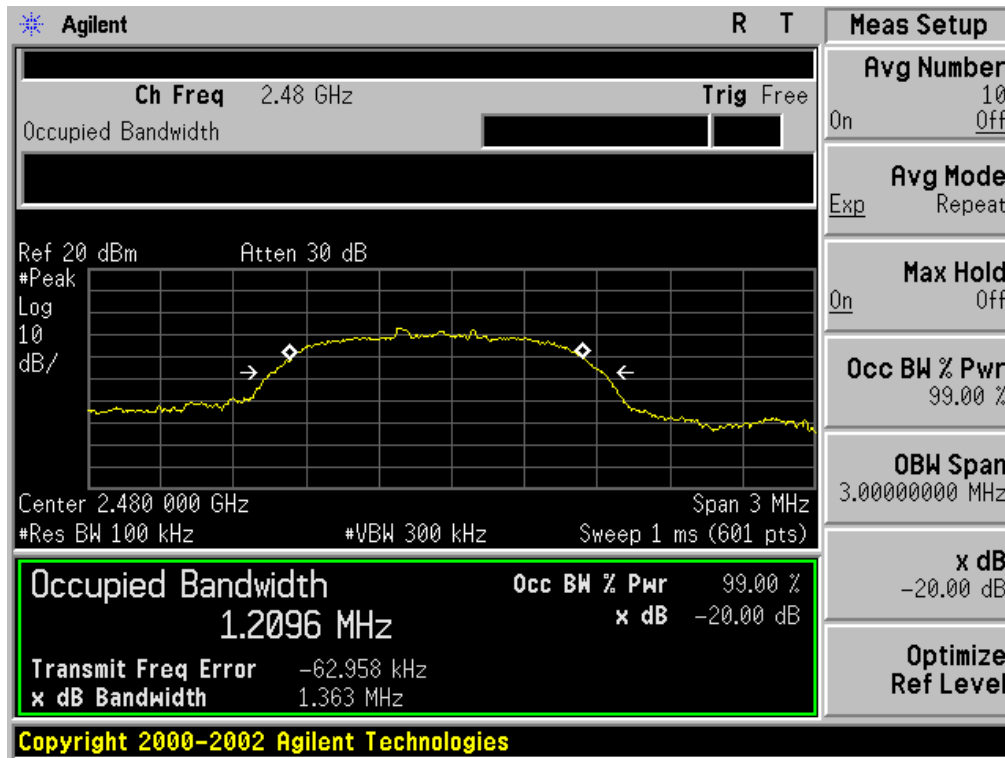 Agilent R T
Ch Freq 2.48 GHz Trig Free
Occupied Bandwidth
Ref 20 dBm Atten 30 dB
#Peak
Log
10
dB/
Center 2.480 000 GHz Span 3 MHz
#Res BW 100 kHz #VBW 300 kHz Sweep 1 ms (601 pts)
Occupied Bandwidth Occ BW % Pwr 99.00 %
1.2096 MHz x dB -20.00 dB
Transmit Freq Error -62.958 kHz
x dB Bandwidth 1.363 MHz
Copyright 2000-2002 Agilent Technologies
Meas Setup
Avg Number
10
On Off
Avg Mode
Exp Repeat
Max Hold
On Off
Occ BW % Pwr
99.00 %
OBW Span
3.00000000 MHz
x dB
-20.00 dB
Optimize
Ref Level